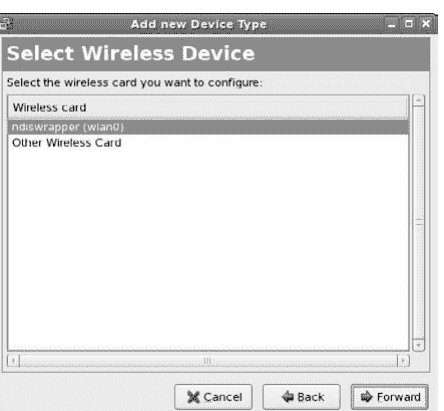 Add new Device Type
Select Wireless Device
Select the wireless card you want to configure:
Wireless card
ndiswrapper (wlan0)
Other Wireless Card
Cancel Back Forward